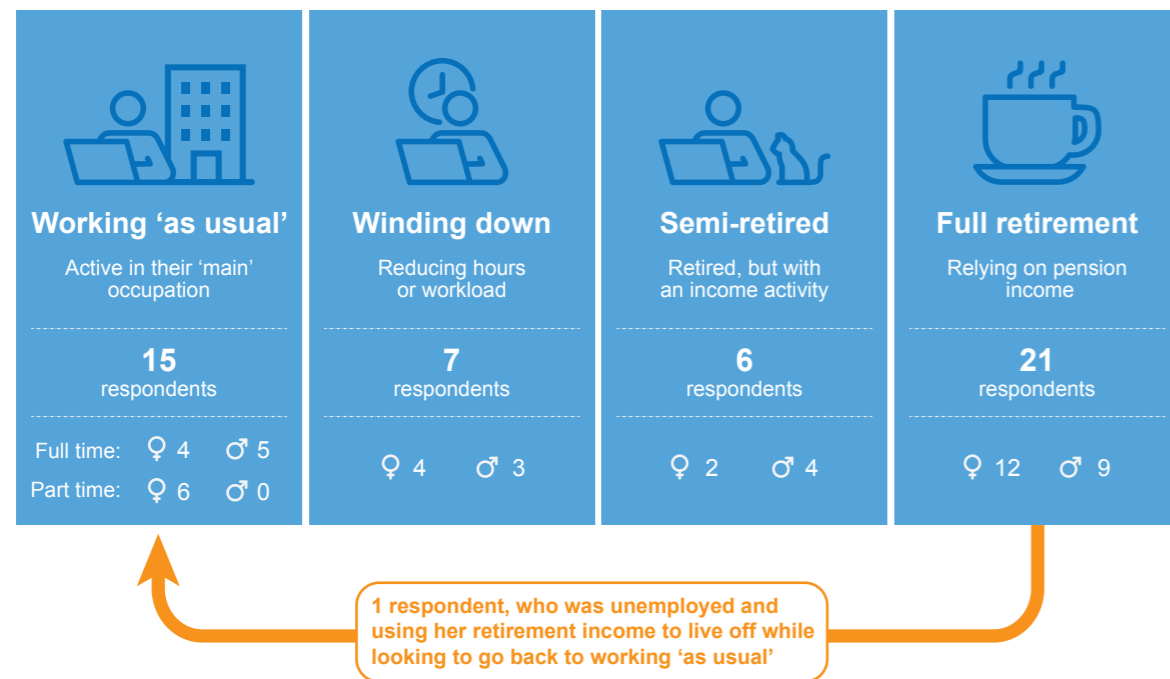 Working ‘as usual’
Active in their ‘main’
occupation
15
respondents
Full time: ♀ 4 ♂ 5
Part time: ♀ 6 ♂ 0
Winding down
Reducing hours
or workload
7
respondents
♀ 4 ♂ 3
Semi-retired
Retired, but with
an income activity
6
respondents
♀ 2 ♂ 4
Full retirement
Relying on pension
income
21
respondents
♀ 12 ♂ 9
1 respondent, who was unemployed and
using her retirement income to live off while
looking to go back to working ‘as usual’